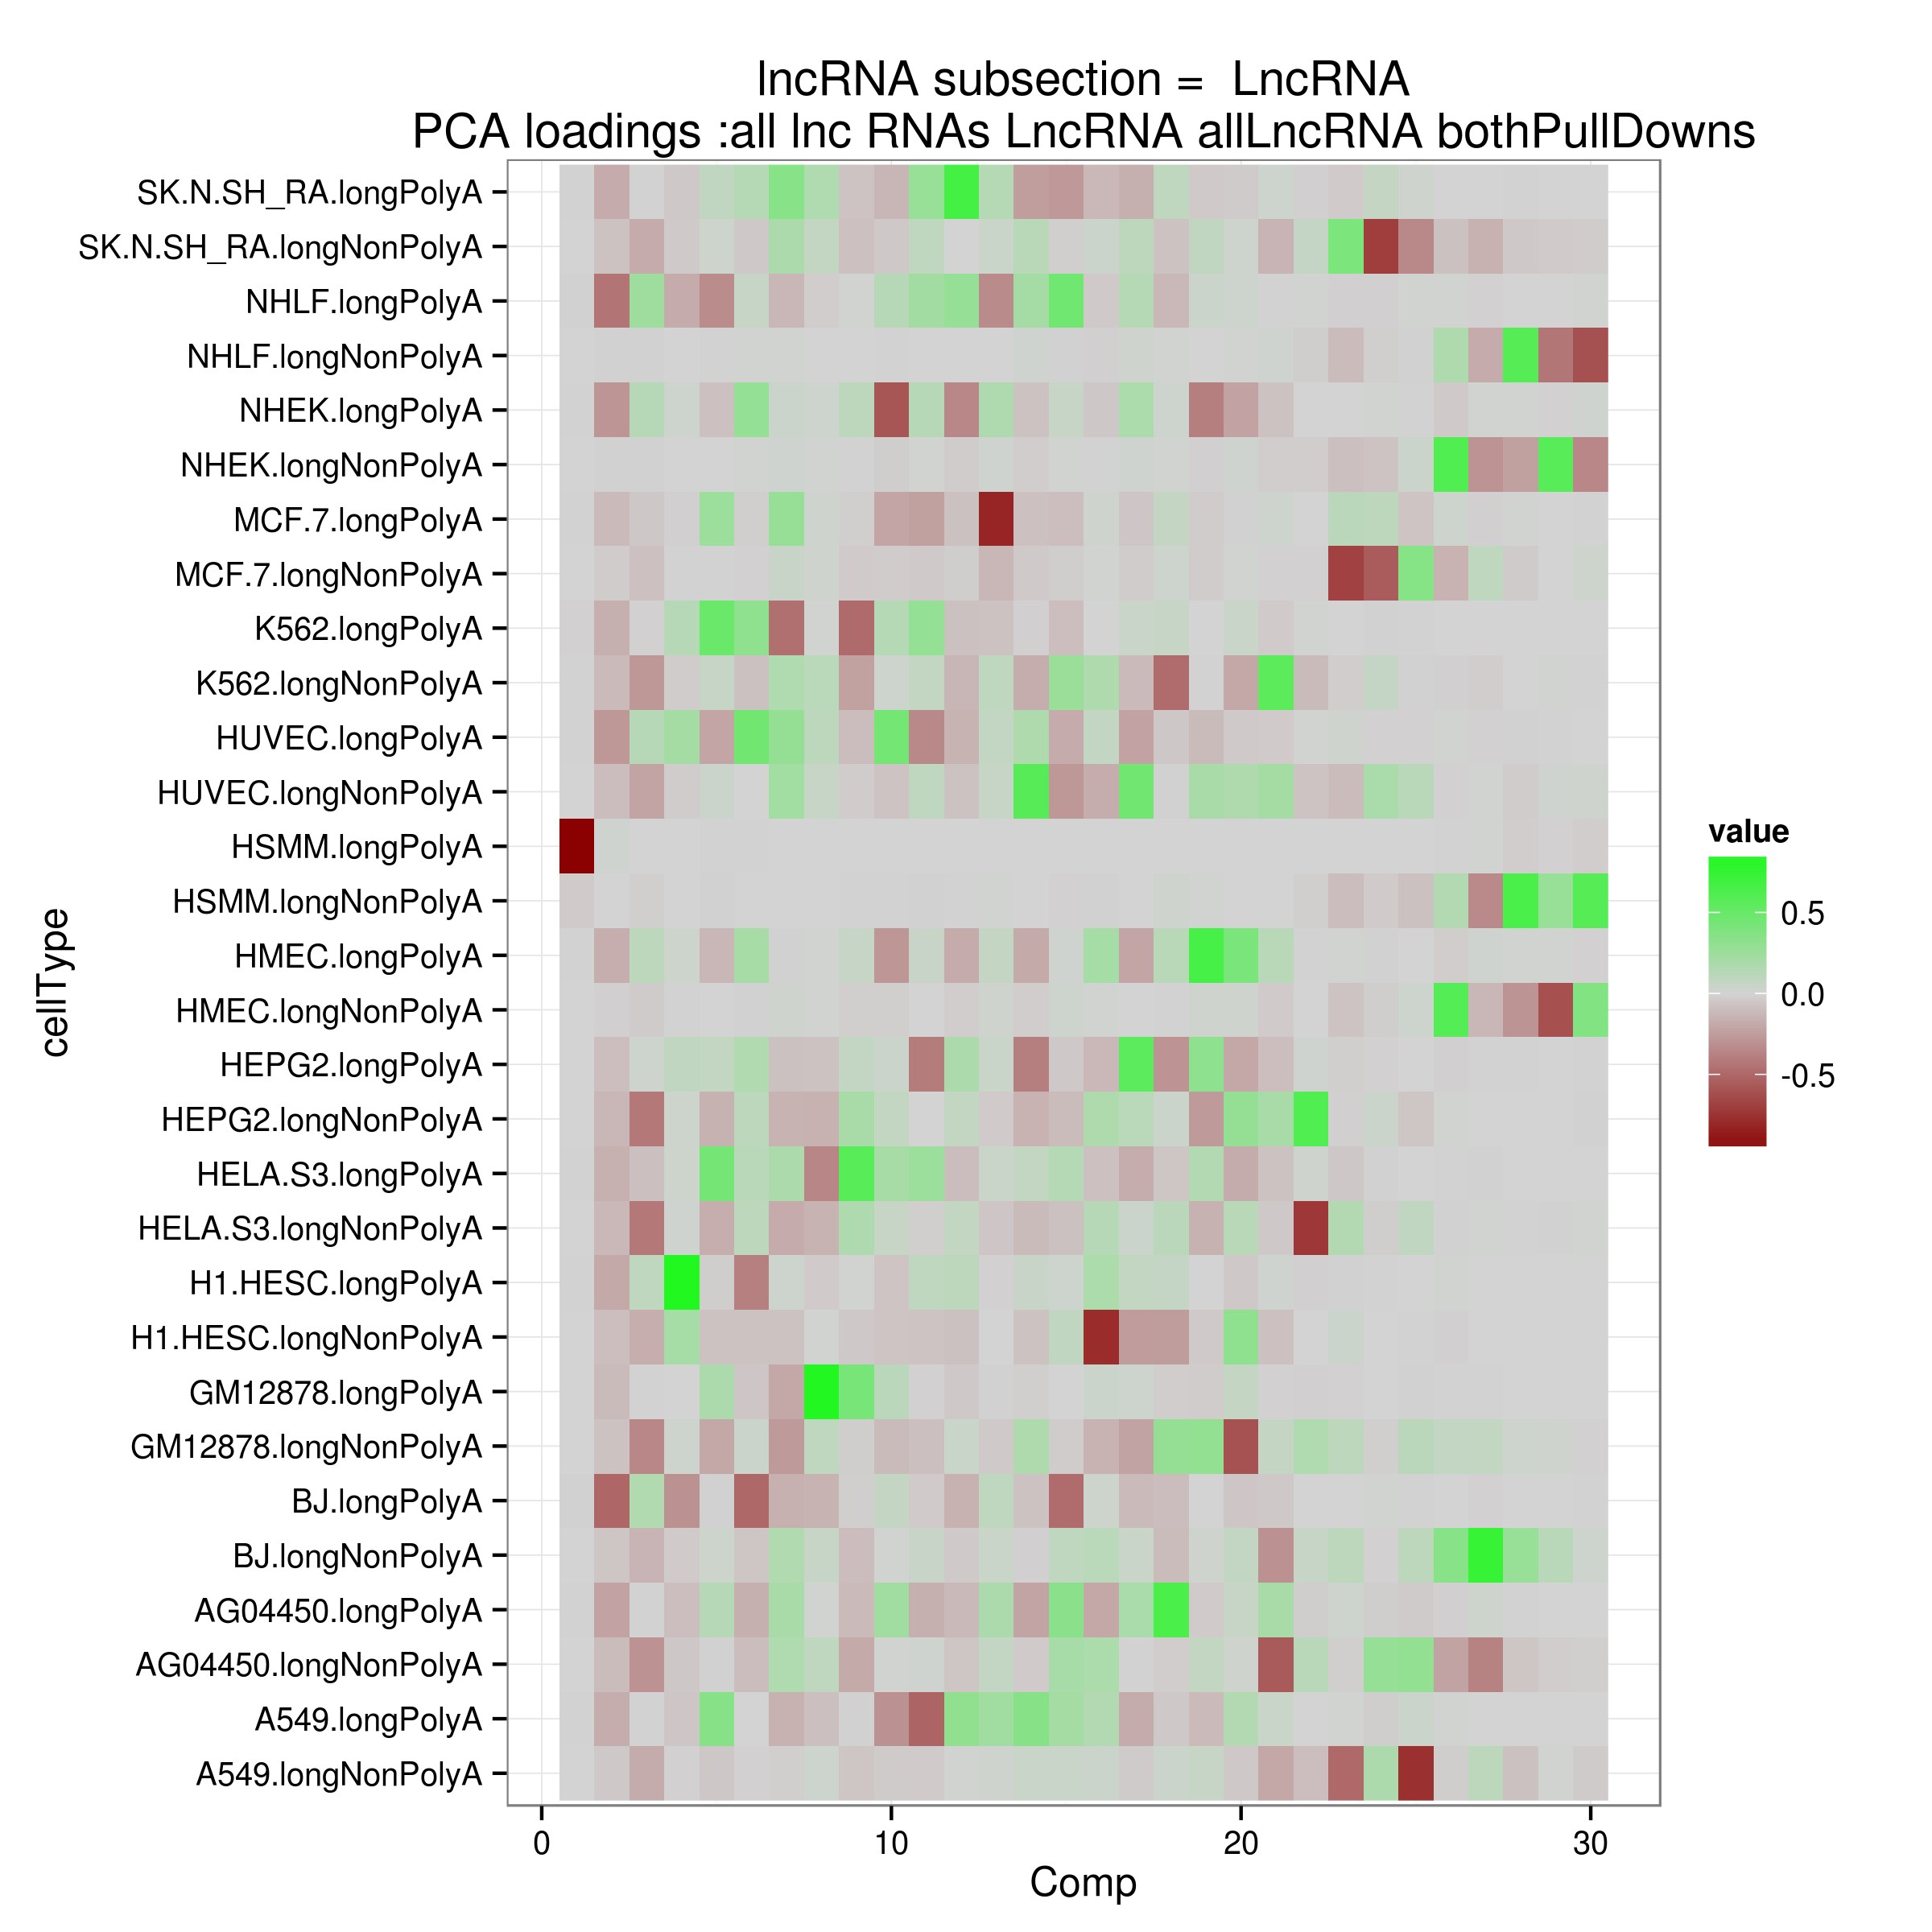 lncRNA subsection =  LncRNA
PCA loadings :all lnc RNAs LncRNA allLncRNA bothPullDowns
cellType
SK.N.SH_RA.longPolyA
SK.N.SH_RA.longNonPolyA
NHLF.longPolyA
NHLF.longNonPolyA
NHEK.longPolyA
NHEK.longNonPolyA
MCF.7.longPolyA
MCF.7.longNonPolyA
K562.longPolyA
K562.longNonPolyA
HUVEC.longPolyA
HUVEC.longNonPolyA
HSMM.longPolyA
HSMM.longNonPolyA
HMEC.longPolyA
HMEC.longNonPolyA
HEPG2.longPolyA
HEPG2.longNonPolyA
HELA.S3.longPolyA
HELA.S3.longNonPolyA
H1.HESC.longPolyA
H1.HESC.longNonPolyA
GM12878.longPolyA
GM12878.longNonPolyA
BJ.longPolyA
BJ.longNonPolyA
AG04450.longPolyA
AG04450.longNonPolyA
A549.longPolyA
A549.longNonPolyA
0 10 20 30
Comp
value
0.5
0.0
-0.5